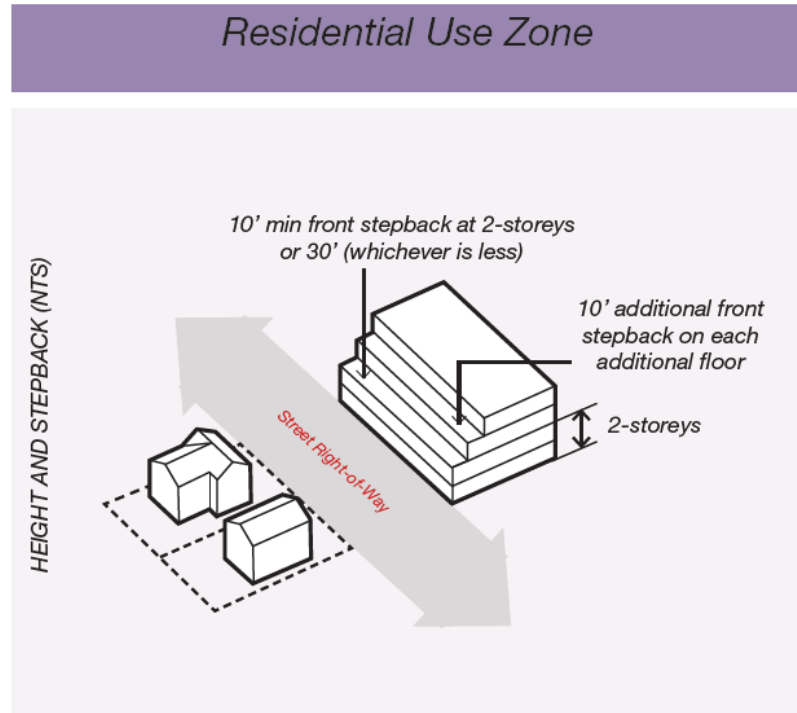 Residential Use Zone
HEIGHT AND STEPBACK (NTS)
10’ min front stepback at 2-storeys
or 30’ (whichever is less)
10’ additional front
stepback on each
additional floor
2-storeys
Street Right-of-Way